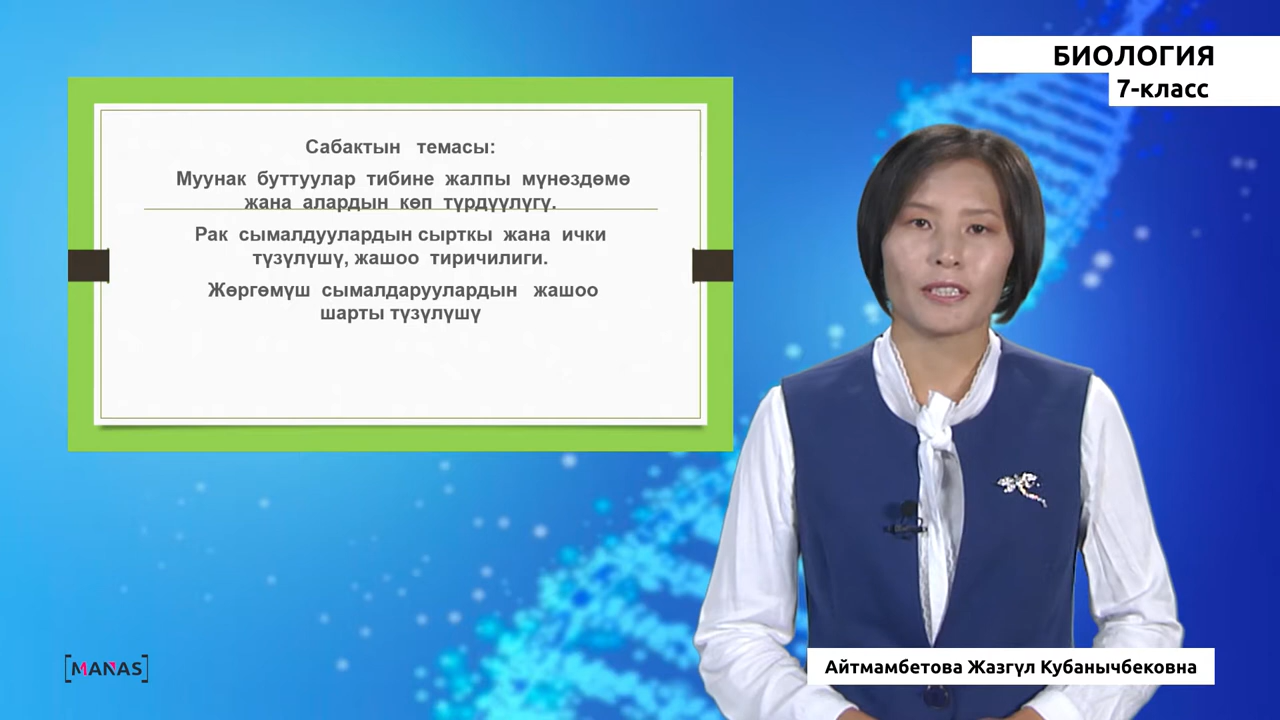 БИОЛОГИЯ
7-класс
Сабактын темасы:
Муунак буттуулар тибине жалпы мүнөздөмө
жана алардын көп түрдүүлүгү.
Рак сымалдуулардын сырткы жана ички
түзүлүшү, жашоо тиричилиги.
Жөргөмүш сымалдаруулардын жашоо
шарты түзүлүшү
[MANAS]
Айтмамбетова Жазгүл Кубанычбековна